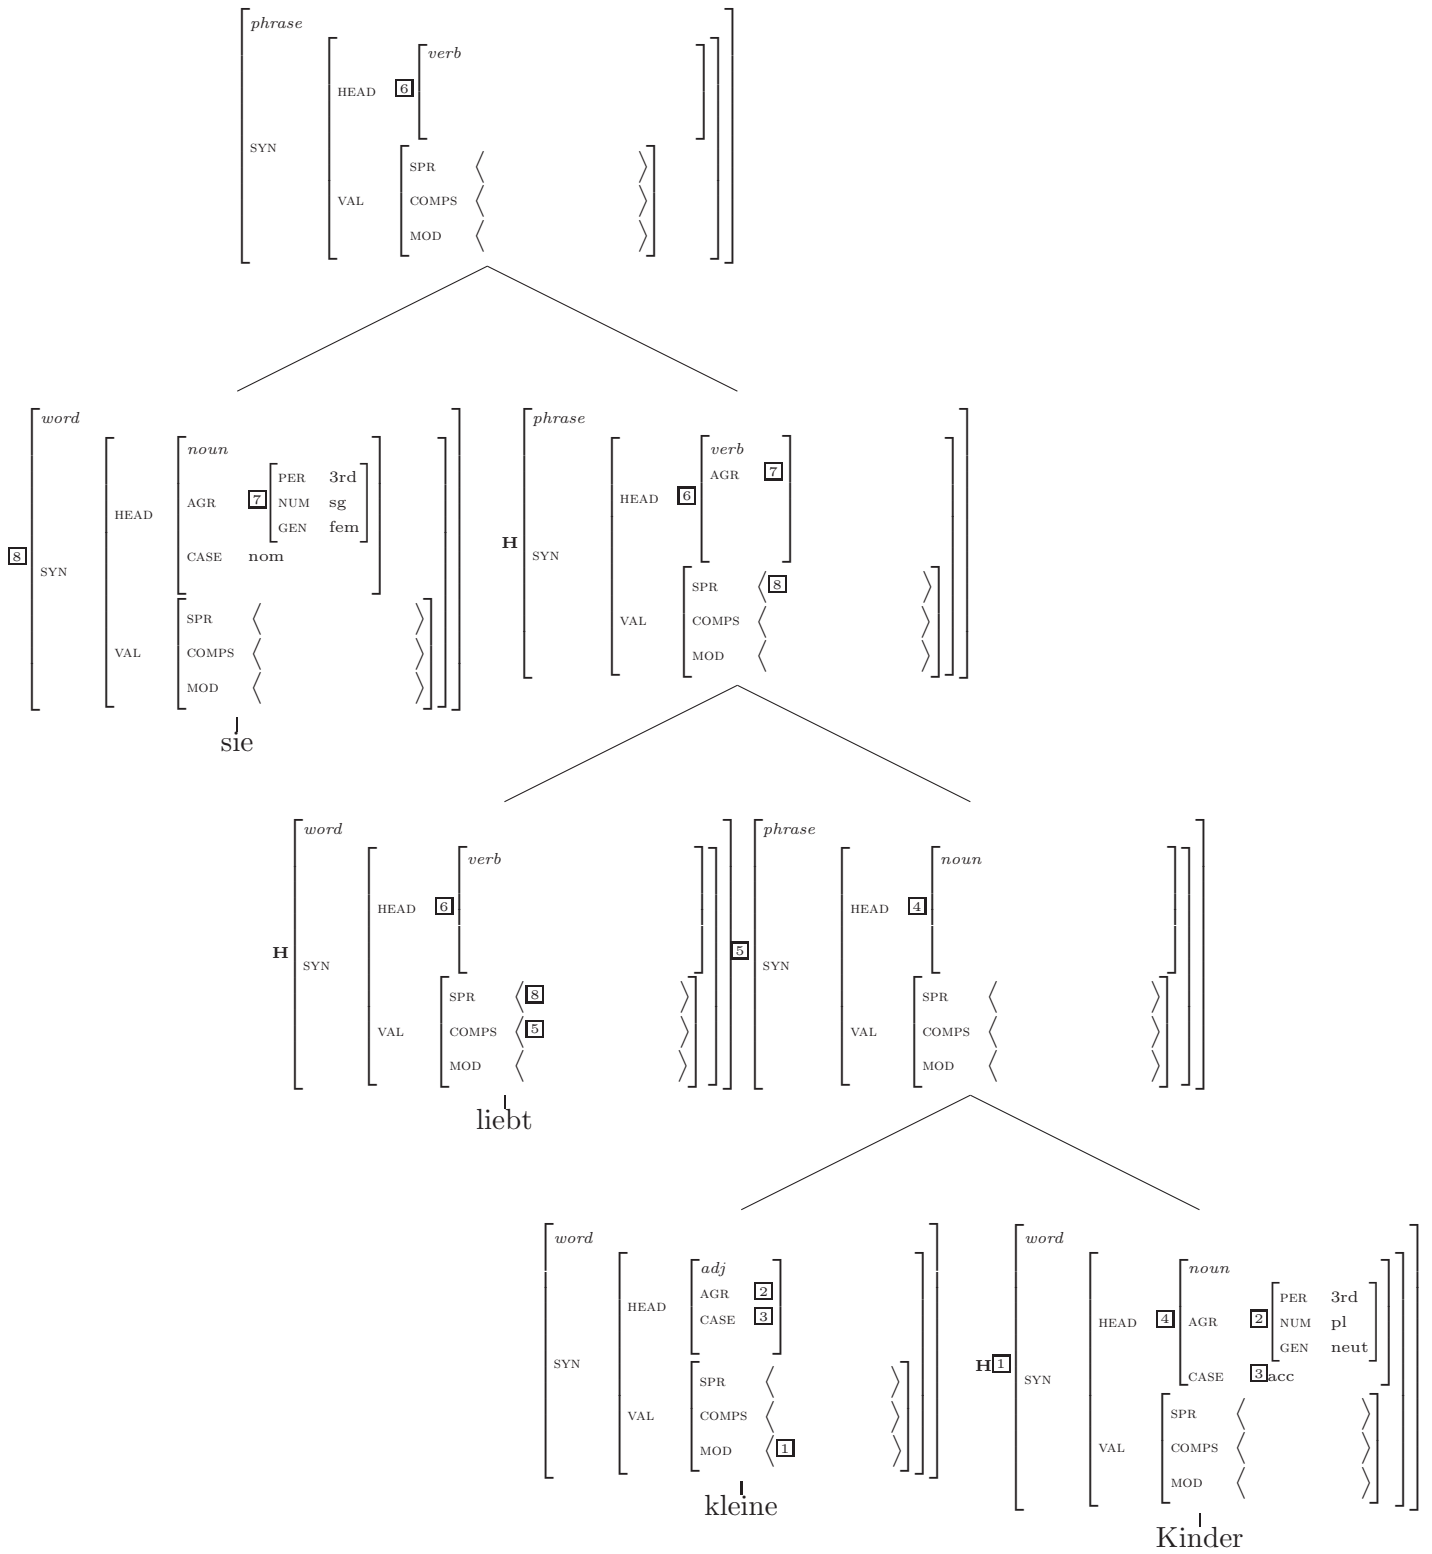 phrase
verb
HEAD 6
SYN
SPR ⟨ ⟩
VAL COMPS ⟨ ⟩
MOD ⟨ ⟩
word
noun
PER 3rd
AGR 7 NUM sg
HEAD
GEN fem
8 CASE nom
SYN
SPR ⟨ ⟩
VAL COMPS ⟨ ⟩
MOD ⟨ ⟩
sie
phrase
verb
AGR 7
HEAD 6
H
SYN
SPR ⟨ 8 ⟩
VAL COMPS ⟨ ⟩
MOD ⟨ ⟩
word
verb
HEAD 6
H
SYN
SPR ⟨ 8 ⟩
VAL COMPS ⟨ 5 ⟩
MOD ⟨ ⟩
liebt
phrase
noun
HEAD 4
5
SYN
SPR ⟨ ⟩
VAL COMPS ⟨ ⟩
MOD ⟨ ⟩
word
adj
AGR 2
HEAD
CASE 3
SYN
SPR ⟨ ⟩
VAL COMPS ⟨ ⟩
MOD ⟨ 1 ⟩
kleine
word
noun
PER 3rd
HEAD 4 AGR 2 NUM pl
GEN neut
H 1
CASE 3 acc
SYN
SPR ⟨ ⟩
VAL COMPS ⟨ ⟩
MOD ⟨ ⟩
Kinder